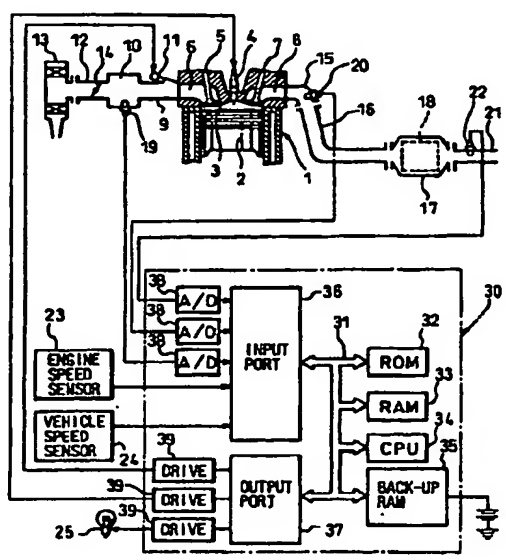 13
12
14
10
11
5
6
3
4
7
8
15
20
16
18
22
21
9
19
2
1
17
38
A/D
36
30
23
38
A/D
INPUT
PORT
31
32
ROM
ENGINE
SPEED
SENSOR
38
A/D
33
RAM
34
CPU
VEHICLE
SPEED
SENSOR
24
39
DRIVE
35
BACK-UP
RAM
39
DRIVE
OUTPUT
PORT
39
25
DRIVE
37